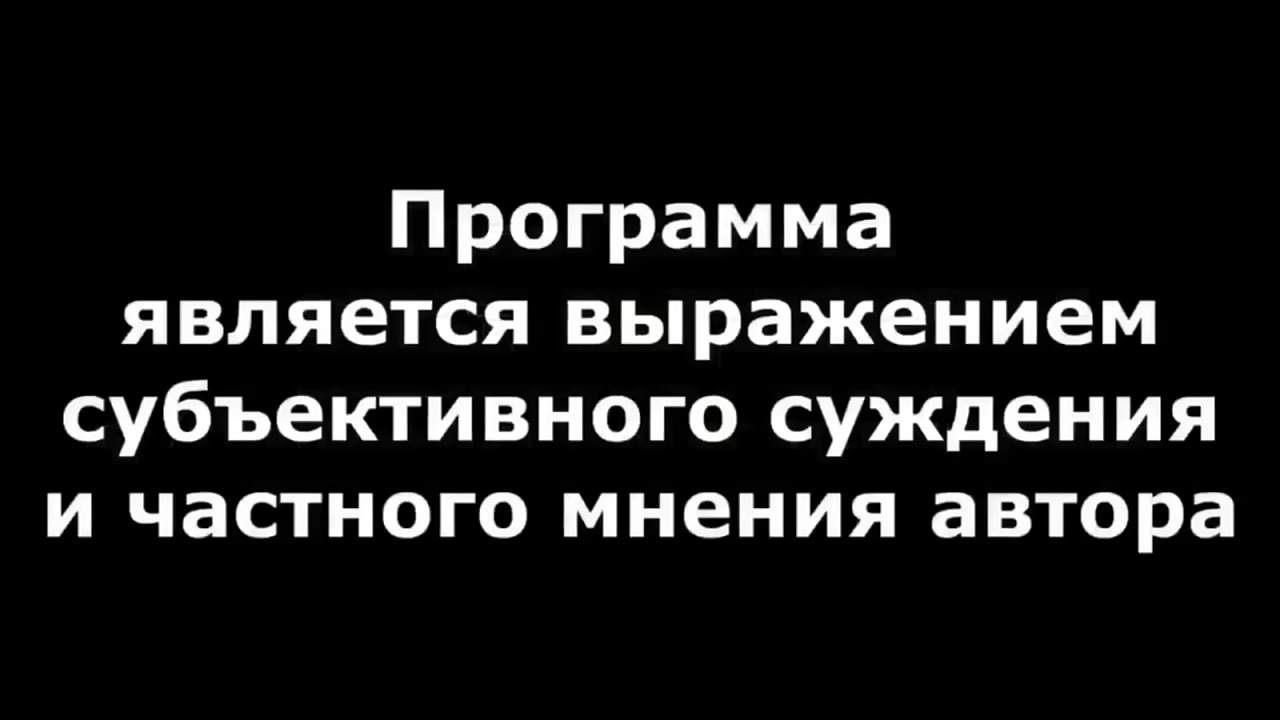 Программа
является выражением
субъективного суждения
и частного мнения автора